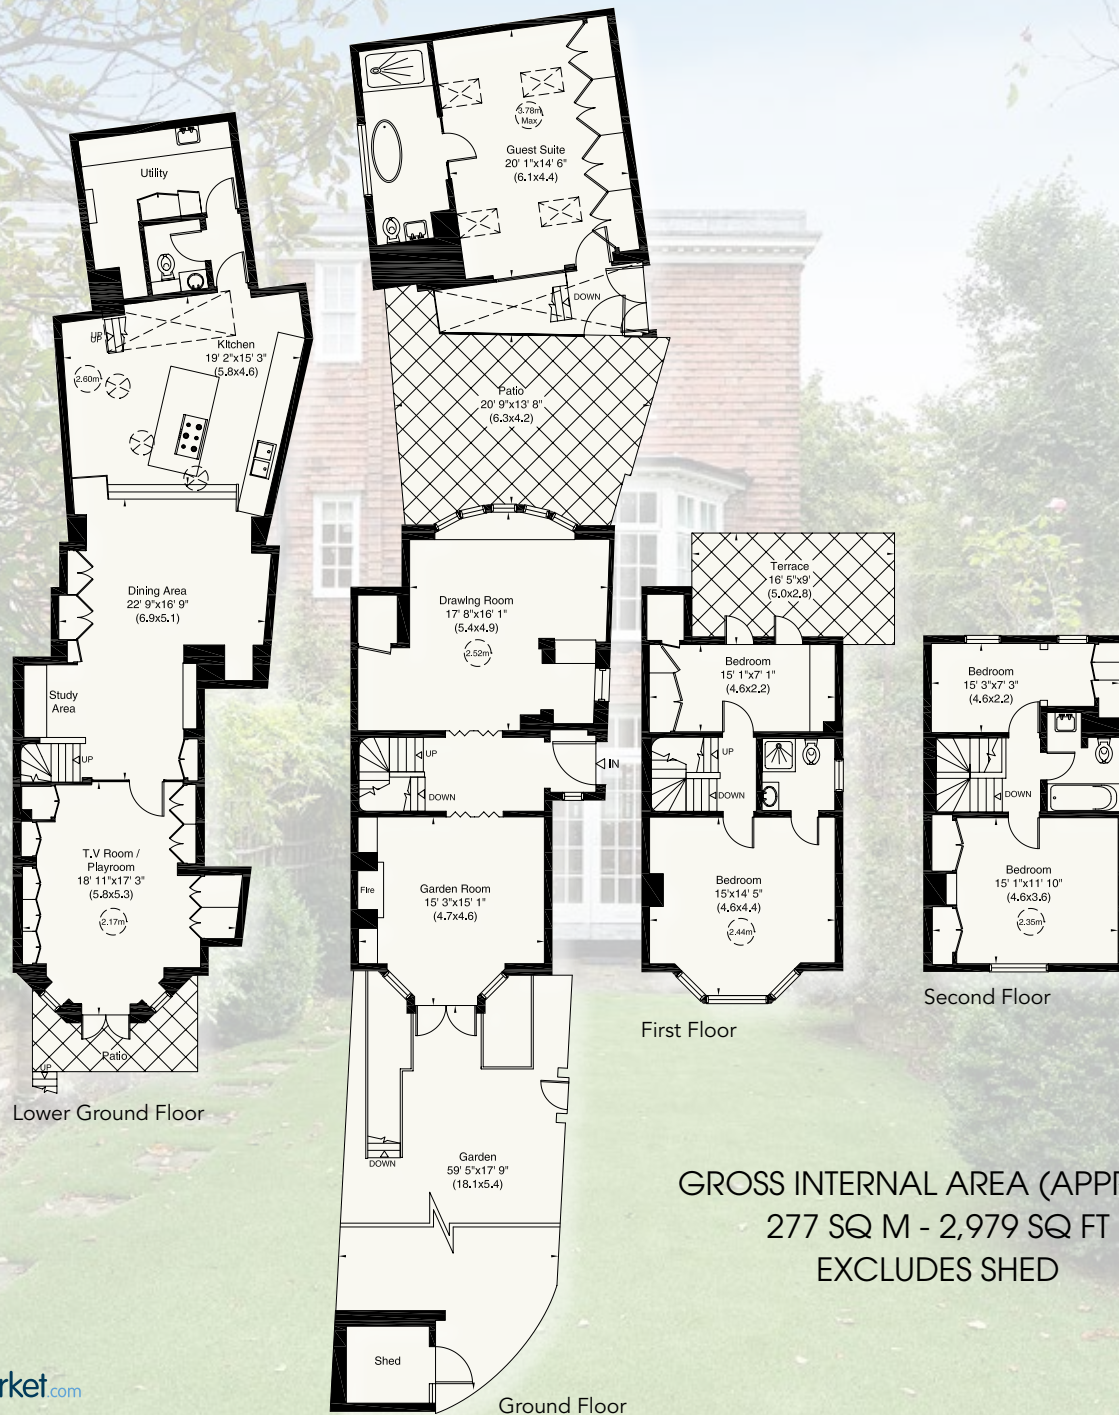 Utility
UP
UP
Kitchen
19' 2"x15' 3"
(5.8x4.6)
2.60m
Dining Area
22' 9"x16' 9"
(6.9x5.1)
Study
Area
UP
T.V Room /
Playroom
18' 11"x17' 3"
(5.8x5.3)
2.17m
Patio
UP
Lower Ground Floor
3.78m
Max
Guest Suite
20' 1"x14' 6"
(6.1x4.4)
DOWN
Patio
20' 9"x13' 8"
(6.3x4.2)
Drawing Room
17' 8"x16' 1"
(5.4x4.9)
2.52m
UP
DOWN
IN
Fire
Garden Room
15' 3"x15' 1"
(4.7x4.6)
DOWN
Garden
59' 5"x17' 9"
(18.1x5.4)
Shed
Ground Floor
Terrace
16' 5"x9'
(5.0x2.8)
Bedroom
15' 1"x7' 1"
(4.6x2.2)
UP
DOWN
Bedroom
15'x14' 5"
(4.6x4.4)
2.44m
First Floor
Bedroom
15' 3"x7' 3"
(4.6x2.2)
DOWN
Bedroom
15' 1"x11' 10"
(4.6x3.6)
2.35m
Second Floor
GROSS INTERNAL AREA (APP
277 SQ M - 2,979 SQ FT
EXCLUDES SHED
rket.com